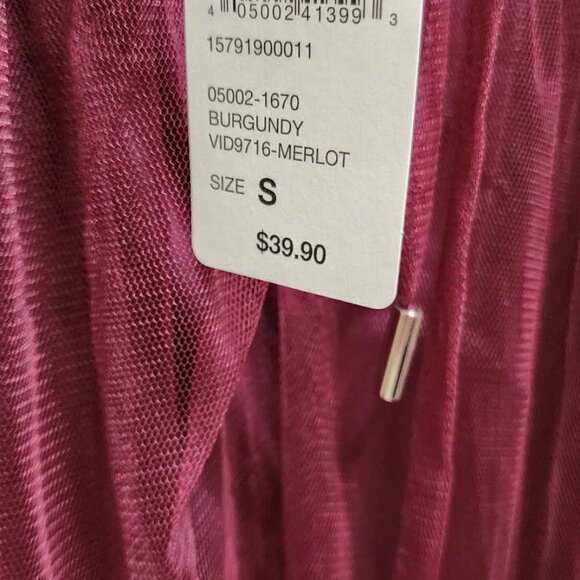 4 05002 41399 3
15791900011
05002-1670
BURGUNDY
VID9716-MERLOT
SIZE S
$39.90